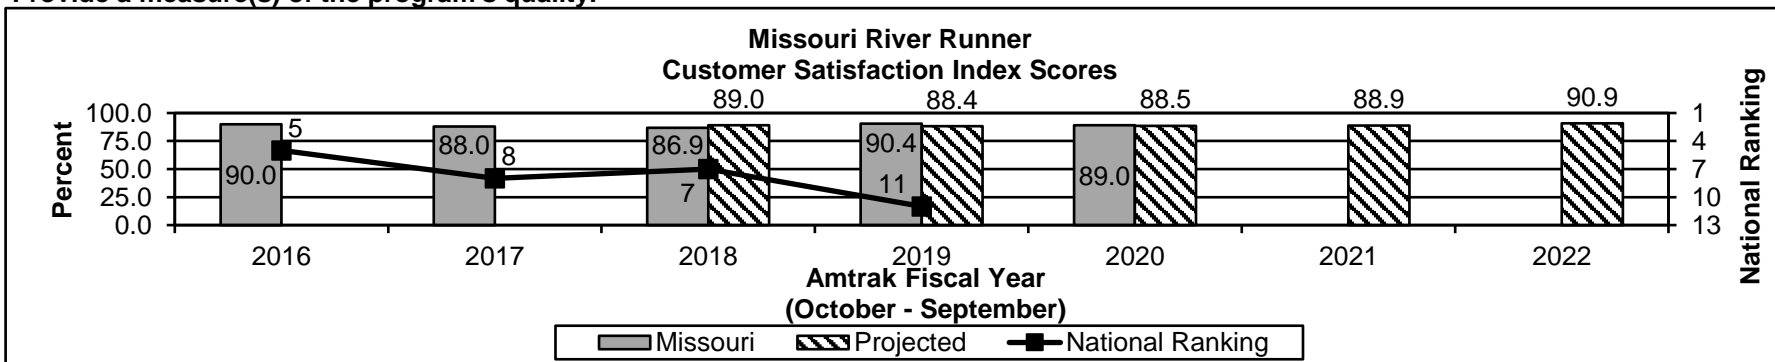 Provide a measure(s) of the program's quality.
Missouri River Runner
Customer Satisfaction Index Scores
Percent
National Ranking
100.0
75.0
50.0
25.0
0.0
89.0 88.4 88.5 88.9 90.9
90.0 88.0 86.9 90.4 89.0
5 8 7 11
1
4
7
10
13
2016 2017 2018 2019 2020 2021 2022
Amtrak Fiscal Year
(October - September)
Missouri Projected National Ranking